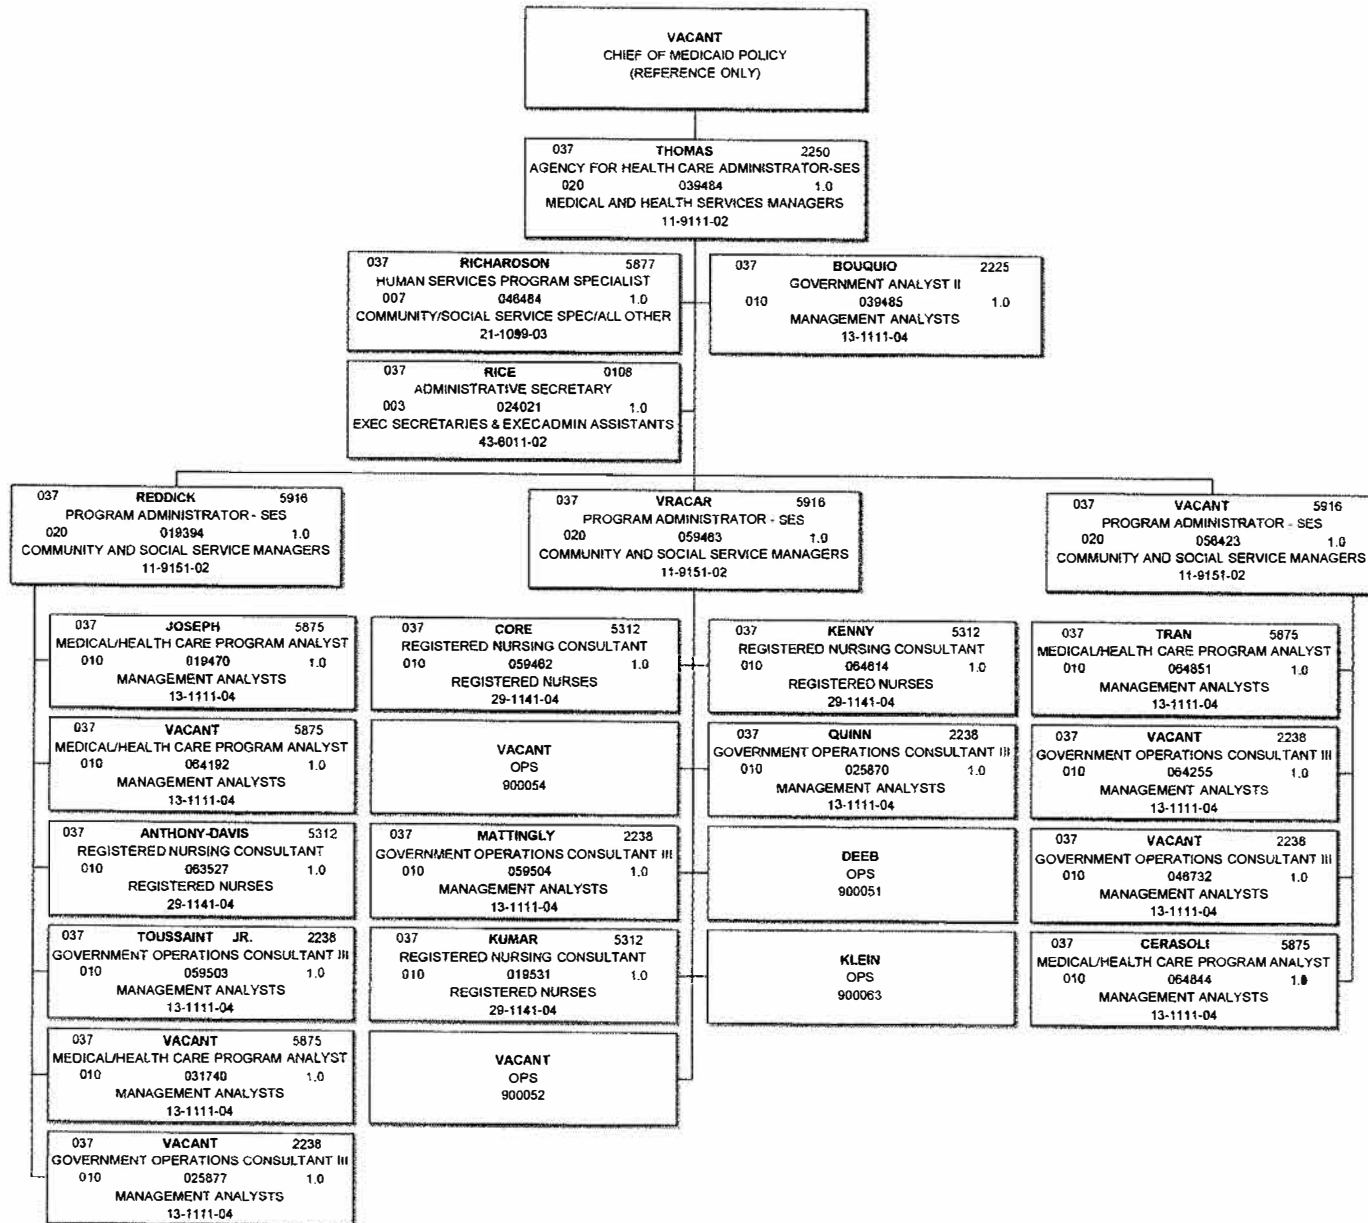 VACANT
CHIEF OF MEDICAID POLICY
(REFERENCE ONLY)
037 THOMAS 2250
AGENCY FOR HEALTH CARE ADMINISTRATOR-SES
020 039484 1.0
MEDICAL AND HEALTH SERVICES MANAGERS
11-9111-02
037 RICHARDSON 5877
HUMAN SERVICES PROGRAM SPECIALIST
007 046484 1.0
COMMUNITY/SOCIAL SERVICE SPEC/ALL OTHER
21-1099-03
037 BOUQUIO 2225
GOVERNMENT ANALYST II
010 039485 1.0
MANAGEMENT ANALYSTS
13-1111-04
037 RICE 0108
ADMINISTRATIVE SECRETARY
003 024021 1.0
EXEC SECRETARIES & EXECADMIN ASSISTANTS
43-6011-02
037 REDDICK 5916
PROGRAM ADMINISTRATOR - SES
020 019394 1.0
COMMUNITY AND SOCIAL SERVICE MANAGERS
11-9151-02
037 VRACAR 5916
PROGRAM ADMINISTRATOR - SES
020 059463 1.0
COMMUNITY AND SOCIAL SERVICE MANAGERS
11-9151-02
037 VACANT 5916
PROGRAM ADMINISTRATOR - SES
020 056423 1.0
COMMUNITY AND SOCIAL SERVICE MANAGERS
11-9151-02
037 JOSEPH 5875
MEDICAL/HEALTH CARE PROGRAM ANALYST
010 019470 1.0
MANAGEMENT ANALYSTS
13-1111-04
037 VACANT 5875
MEDICAL/HEALTH CARE PROGRAM ANALYST
010 064192 1.0
MANAGEMENT ANALYSTS
13-1111-04
037 ANTHONY-DAVIS 5312
REGISTERED NURSING CONSULTANT
010 063527 1.0
REGISTERED NURSES
29-1141-04
037 TOUSSAINT JR. 2238
GOVERNMENT OPERATIONS CONSULTANT III
010 059503 1.0
MANAGEMENT ANALYSTS
13-1111-04
037 VACANT 5875
MEDICAL/HEALTH CARE PROGRAM ANALYST
010 031740 1.0
MANAGEMENT ANALYSTS
13-1111-04
037 VACANT 2238
GOVERNMENT OPERATIONS CONSULTANT III
010 025877 1.0
MANAGEMENT ANALYSTS
13-1111-04
037 CORE 5312
REGISTERED NURSING CONSULTANT
010 059462 1.0
REGISTERED NURSES
29-1141-04
VACANT
OPS
900054
037 MATTINGLY 2238
GOVERNMENT OPERATIONS CONSULTANT III
010 059504 1.0
MANAGEMENT ANALYSTS
13-1111-04
037 KUMAR 5312
REGISTERED NURSING CONSULTANT
010 019531 1.0
REGISTERED NURSES
29-1141-04
VACANT
OPS
900052
037 KENNY 5312
REGISTERED NURSING CONSULTANT
010 064614 1.0
REGISTERED NURSES
29-1141-04
037 QUINN 2238
GOVERNMENT OPERATIONS CONSULTANT III
010 025870 1.0
MANAGEMENT ANALYSTS
13-1111-04
DEEB
OPS
900051
KLEIN
OPS
900063
037 TRAN 5875
MEDICAL/HEALTH CARE PROGRAM ANALYST
010 064851 1.0
MANAGEMENT ANALYSTS
13-1111-04
037 VACANT 2238
GOVERNMENT OPERATIONS CONSULTANT III
010 064255 1.0
MANAGEMENT ANALYSTS
13-1111-04
037 VACANT 2238
GOVERNMENT OPERATIONS CONSULTANT III
010 046732 1.0
MANAGEMENT ANALYSTS
13-1111-04
037 CERASOLI 5875
MEDICAL/HEALTH CARE PROGRAM ANALYST
010 064844 1.0
MANAGEMENT ANALYSTS
13-1111-04